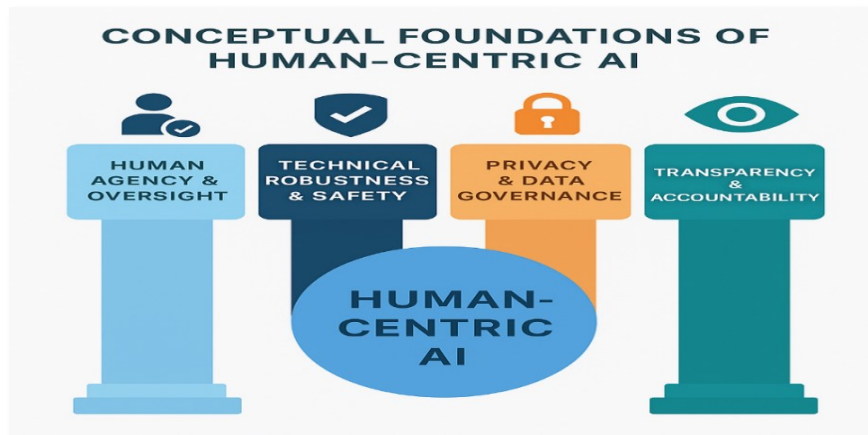 CONCEPTUAL FOUNDATIONS OF
HUMAN–CENTRIC AI
HUMAN
AGENCY &
OVERSIGHT
TECHNICAL
ROBUSTNESS
& SAFETY
PRIVACY
& DATA
GOVERNANCE
TRANSPARENCY
&
ACCOUNTABILITY
HUMAN-
CENTRIC
AI